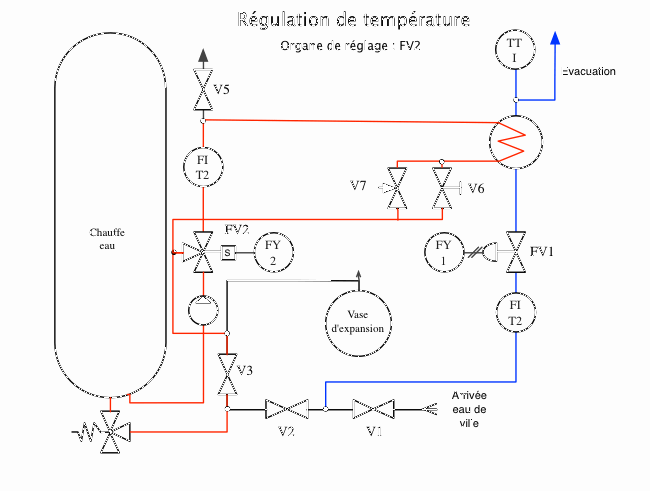 Régulation de température
Organe de réglage : FV2
TT
I
Evacuation
V5
FI
T2
V7
V6
Chauffe
eau
FV2
S
FY
2
FY
1
FV1
FI
T2
Vase
d'expansion
V3
V2
V1
Arrivée
eau de
ville